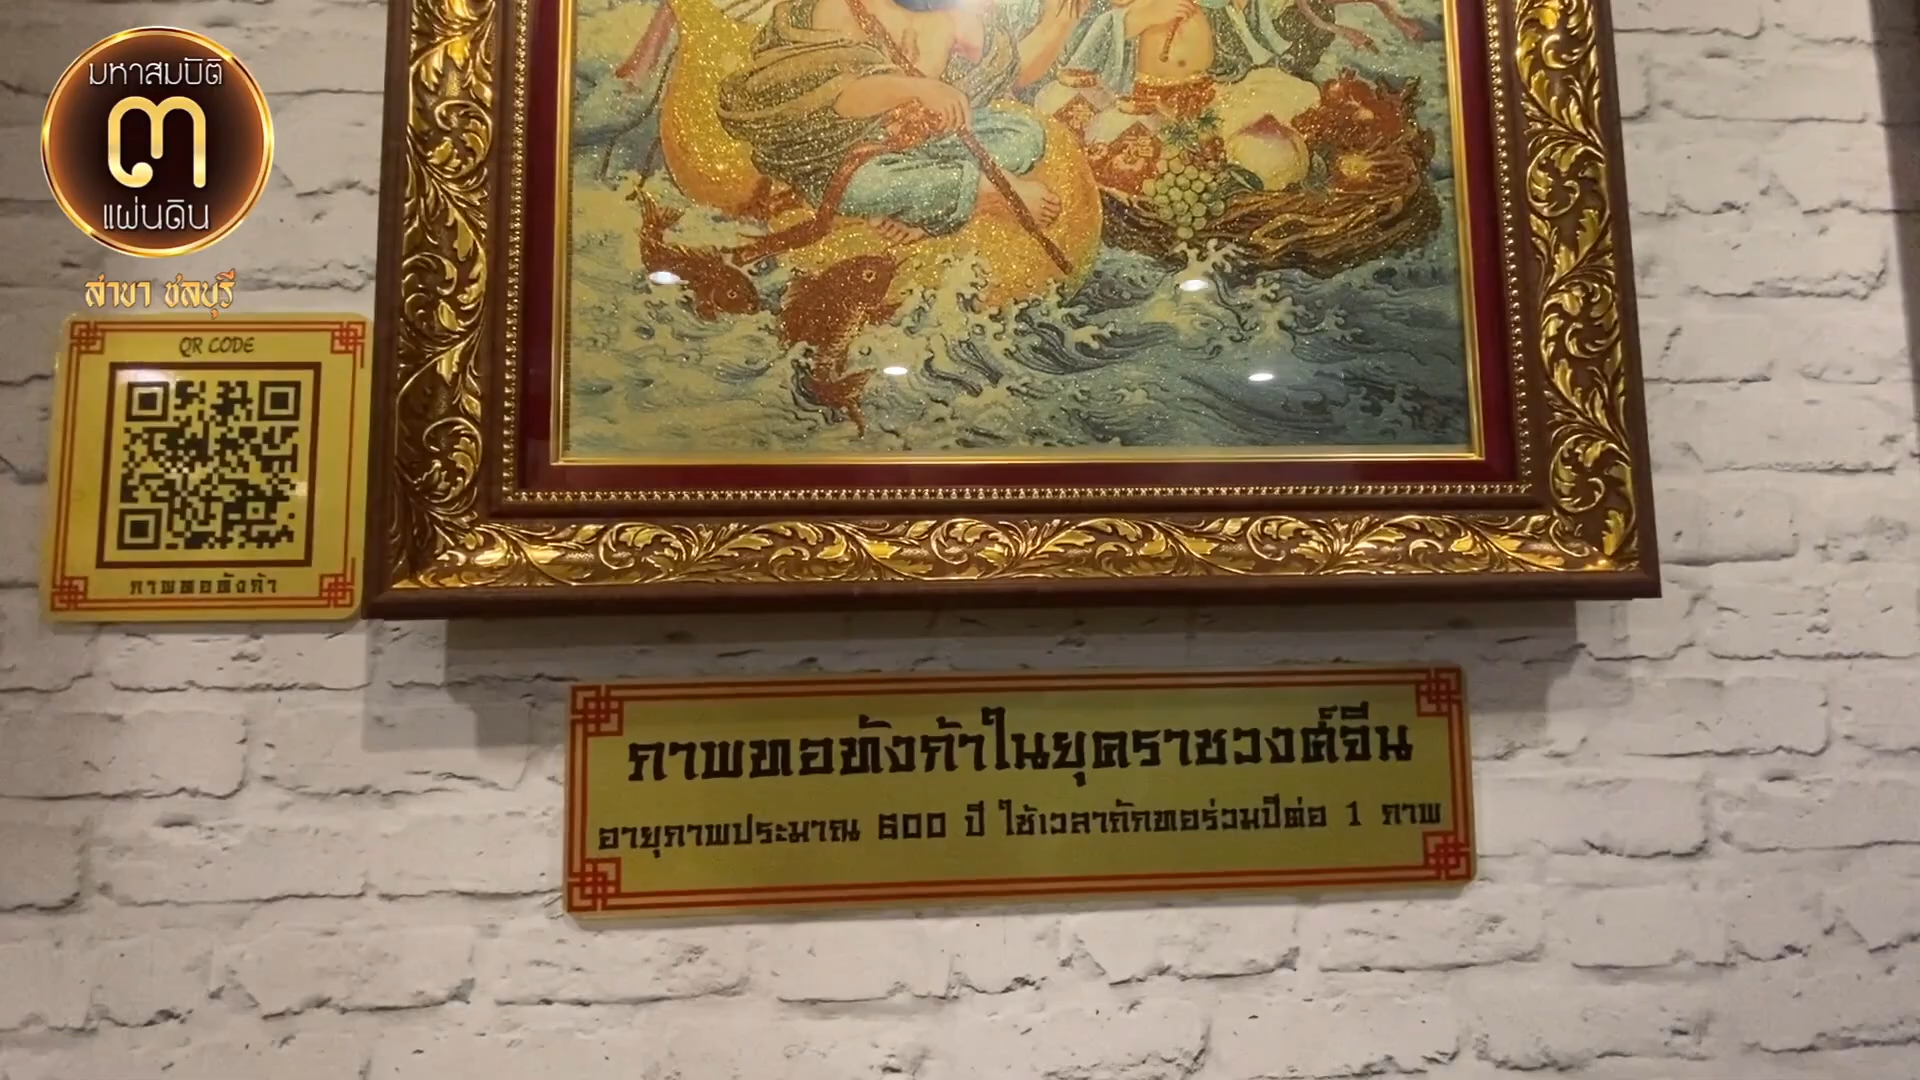 มหาสมบัติ
๓
แผ่นดิน
สาขา ชลบุรี
QR CODE
ภาพทอทังก้า
ภาพทอทังก้าในยุคราชวงศ์จีน
อายุภาพประมาณ 600 ปี ใช้เวลาถักทอร่วมปีต่อ 1 ภาพ